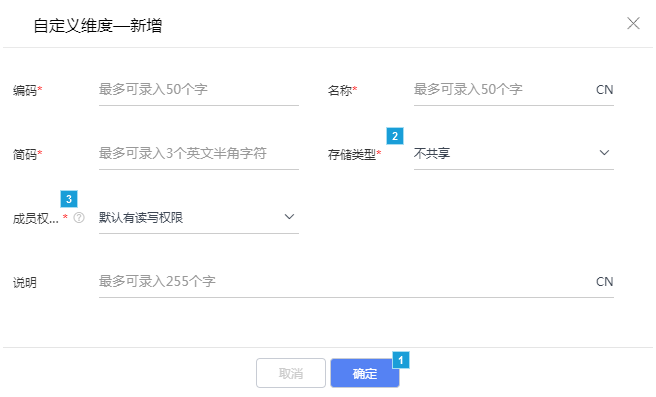 自定义维度—新增
编码* 最多可录入50个字 名称* 最多可录入50个字 CN
简码* 最多可录入3个英文半角字符 存储类型* 2 不共享
成员权... * 3 默认有读写权限
说明 最多可录入255个字 CN
取消 确定 1